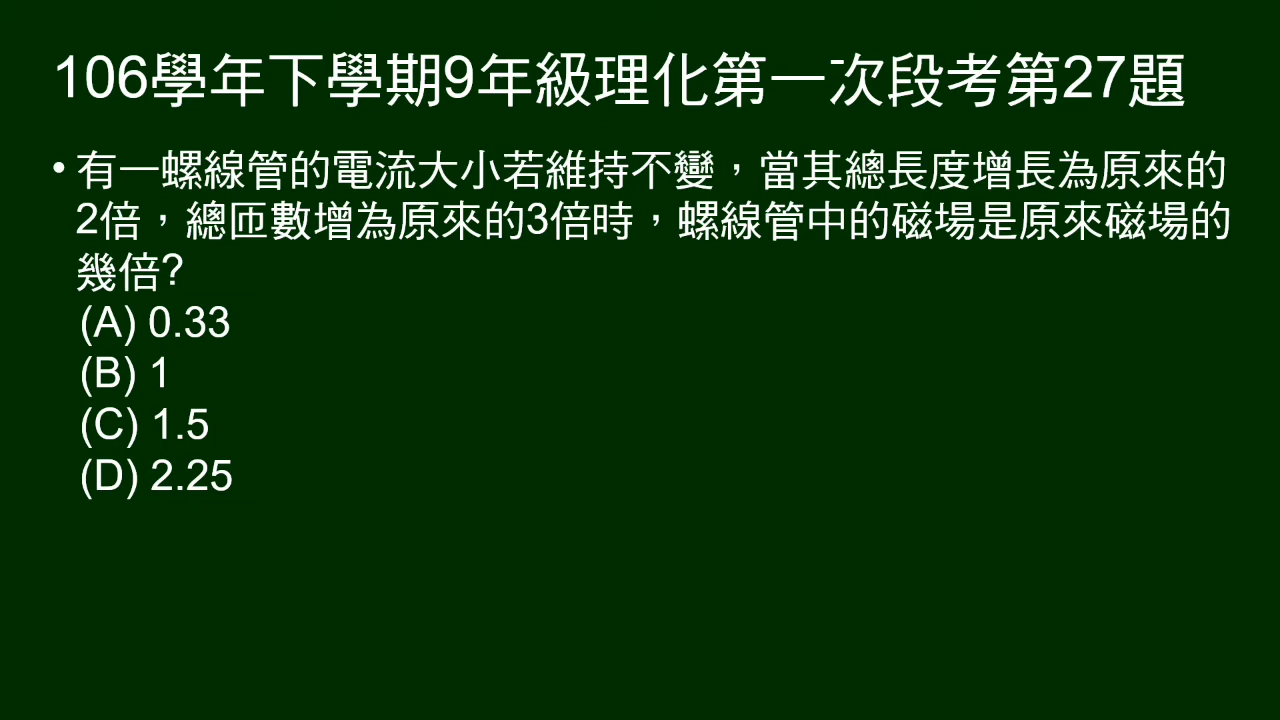 106學年下學期9年級理化第一次段考第27題
• 有一螺線管的電流大小若維持不變，當其總長度增長為原來的
2倍，總匝數增為原來的3倍時，螺線管中的磁場是原來磁場的
幾倍?
(A) 0.33
(B) 1
(C) 1.5
(D) 2.25